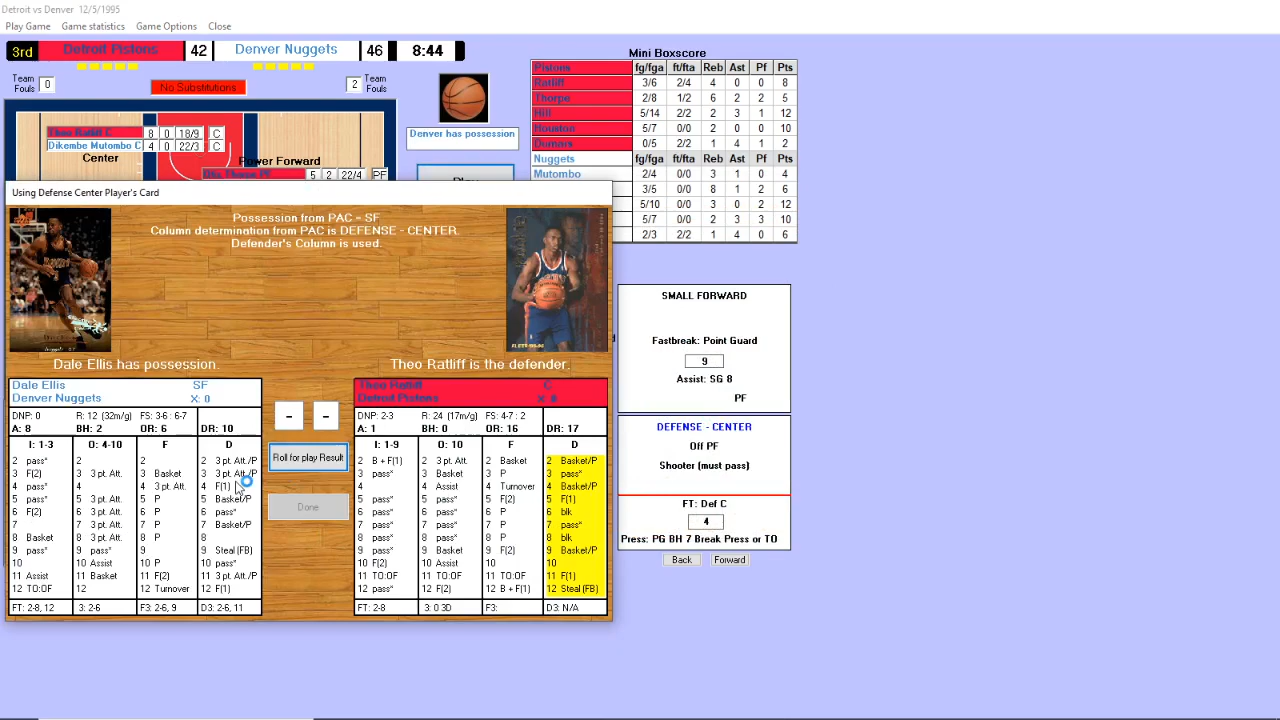 Detroit vs Denver 12/5/1995
Play Game Game statistics Game Options Close
3rd Detroit Pistons 42 Denver Nuggets 46 8:44
Team Fouls 0 No Substitutions 2 Team Fouls
Theo Ratliff C 8 0 18/9 C
Dikembe Mutombo C 4 0 22/3 C
Center
Power Forward
Otis Thorpe PF 5 2 22/4 PF
Denver has possession
Play
Mini Boxscore
Pistons fg/fga ft/fta Reb Ast Pf Pts
Ratliff 3/6 2/4 4 0 0 8
Thorpe 2/8 1/2 6 2 2 5
Hill 5/14 2/2 2 3 1 12
Houston 5/7 0/0 2 0 0 10
Dumars 0/5 2/2 1 4 1 2
Nuggets fg/fga ft/fta Reb Ast Pf Pts
Mutombo 2/4 0/0 3 1 0 4
3/5 0/0 8 1 2 6
5/10 0/0 3 0 2 12
5/7 0/0 2 3 3 10
2/3 2/2 1 4 0 6
Using Defense Center Player's Card
Possession from PAC - SF
Column determination from PAC is DEFENSE - CENTER.
Defender's Column is used.
Dale Ellis has possession.
Theo Ratliff is the defender.
Dale Ellis SF
Denver Nuggets X: 0
DNP: 0 R: 12 (32m/g) FS: 3-6 : 6-7
A: 8 BH: 2 OR: 6 DR: 10
I: 1-3 O: 4-10 F D
2 pass* 2 2 2 3 pt. Att./P
3 F(2) 3 3 pt. Att. 3 Basket 3 3 pt. Att./P
4 pass* 4 4 3 pt. Att. 4 F(1)
5 pass* 5 3 pt. Att. 5 P 5 Basket/P
6 F(2) 6 3 pt. Att. 6 P 6 pass*
7 7 3 pt. Att. 7 P 7 Basket/P
8 Basket 8 3 pt. Att. 8 P 8
9 pass* 9 pass* 9 9 Steal (FB)
10 10 Assist 10 P 10 pass*
11 Assist 11 Basket 11 F(2) 11 3 pt. Att./P
12 TO:OF 12 12 Turnover 12 F(1)
FT: 2-8, 12 3: 2-6 F3: 2-6, 9 D3: 2-6, 11
- -
Roll for play Result
Done
Theo Ratliff C
Detroit Pistons X: 0
DNP: 2-3 R: 24 (17m/g) FS: 4-7 : 2
A: 1 BH: 0 OR: 16 DR: 17
I: 1-9 O: 10 F D
2 B + F(1) 2 3 pt. Att. 2 Basket 2 Basket/P
3 pass* 3 Basket 3 P 3 pass*
4 4 Assist 4 Turnover 4 Basket/P
5 pass* 5 pass* 5 F(2) 5 F(1)
6 pass* 6 pass* 6 P 6 blk
7 pass* 7 pass* 7 P 7 pass*
8 pass* 8 pass* 8 P 8 blk
9 pass* 9 Basket 9 F(2) 9 Basket/P
10 F(2) 10 Assist 10 10
11 TO:OF 11 TO:OF 11 TO:OF 11 F(1)
12 pass* 12 F(2) 12 B + F(1) 12 Steal (FB)
FT: 2-8 3: 0 3D F3: D3: N/A
SMALL FORWARD
Fastbreak: Point Guard
9
Assist: SG 8
PF
DEFENSE - CENTER
Off PF
Shooter (must pass)
FT: Def C
4
Press: PG BH 7 Break Press or TO
Back Forward